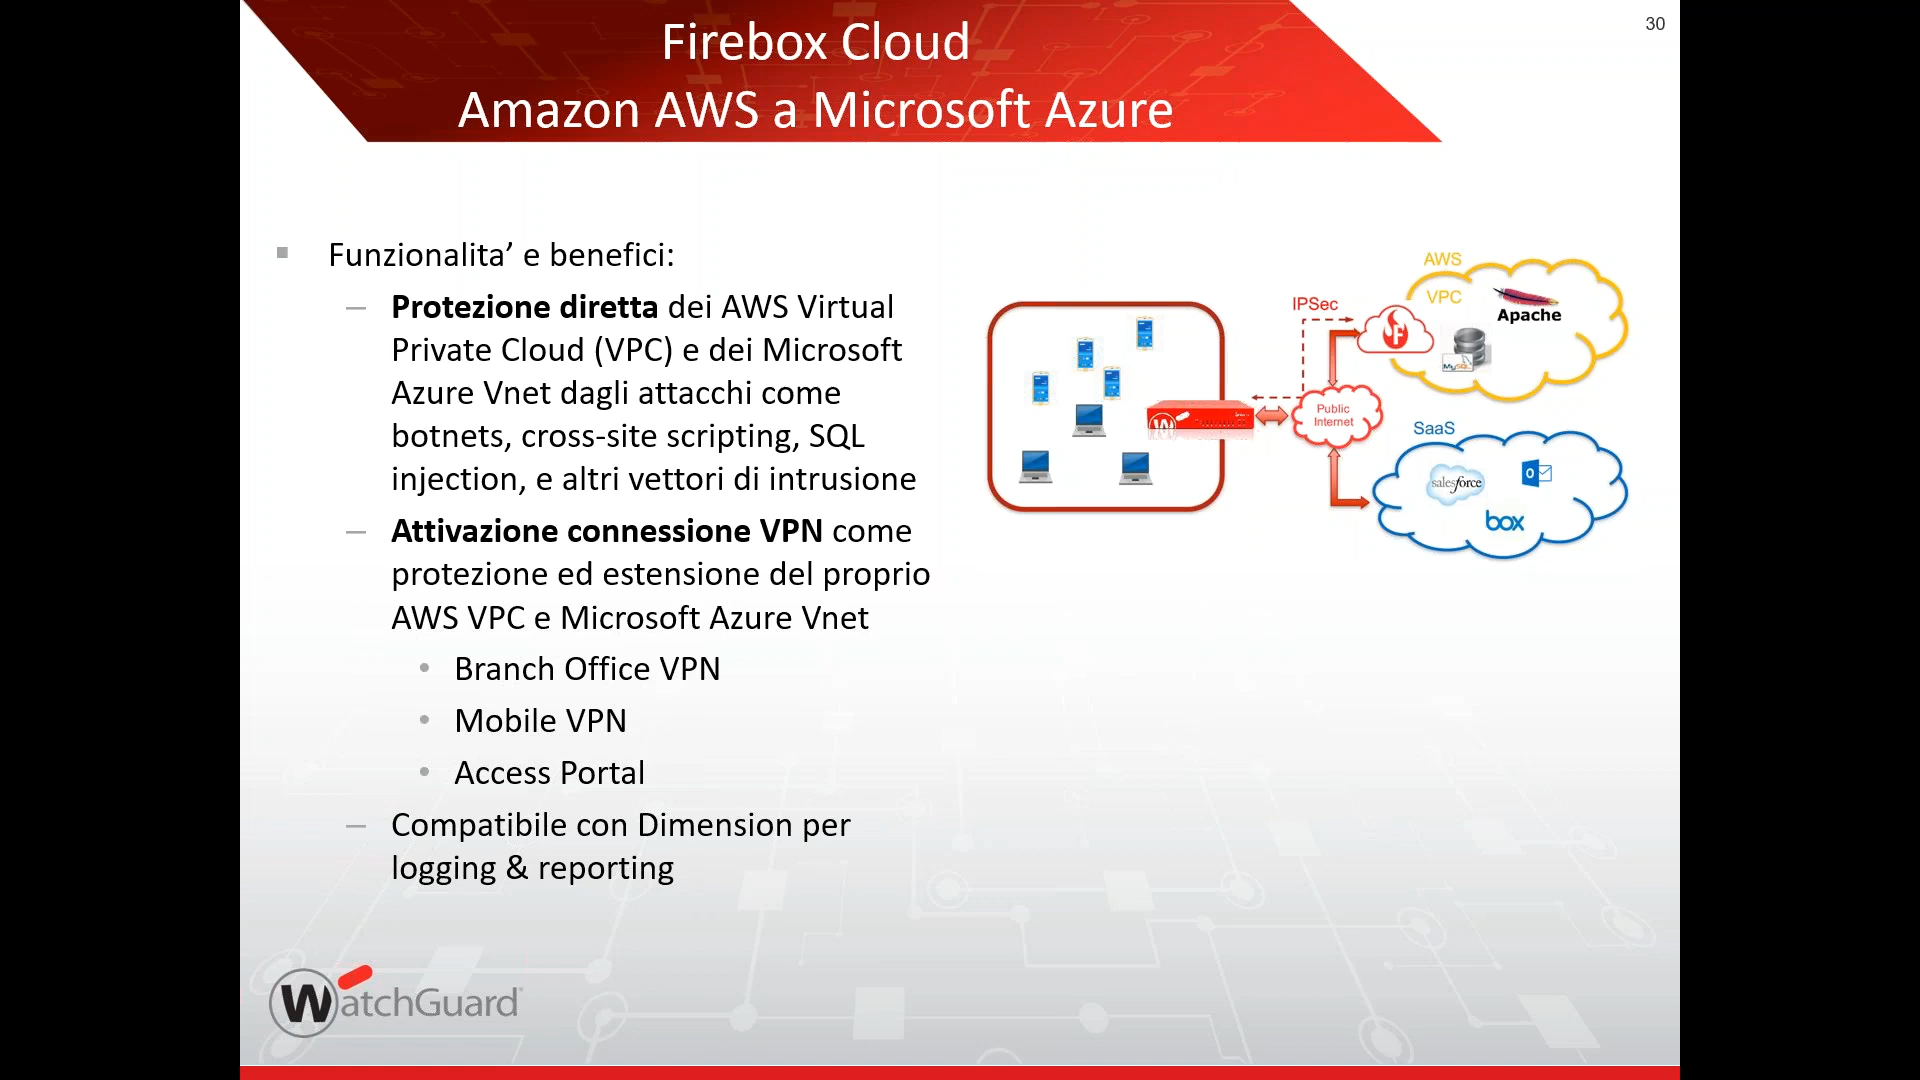 Firebox Cloud
Amazon AWS a Microsoft Azure
30
Funzionalita’ e benefici:
Protezione diretta dei AWS Virtual
Private Cloud (VPC) e dei Microsoft
Azure Vnet dagli attacchi come
botnets, cross-site scripting, SQL
injection, e altri vettori di intrusione
Attivazione connessione VPN come
protezione ed estensione del proprio
AWS VPC e Microsoft Azure Vnet
Branch Office VPN
Mobile VPN
Access Portal
Compatibile con Dimension per
logging & reporting
AWS
VPC
Apache
MySQL
IPSec
Public
Internet
SaaS
salesforce
box
WatchGuard